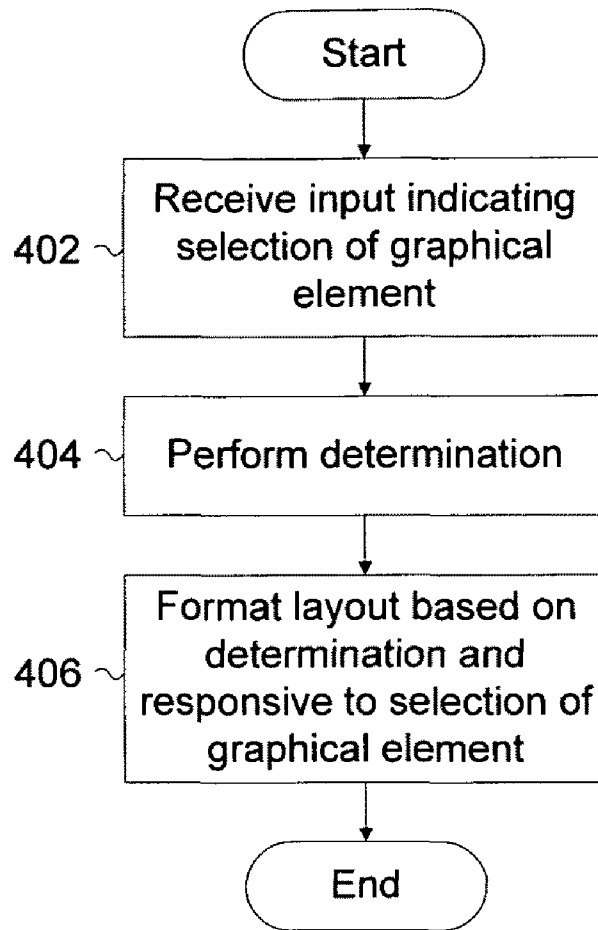 Start
Receive input indicating
402
selection of graphical
element
404
Perform determination
Format layout based on
determination and
406
responsive to selection of
graphical element
End